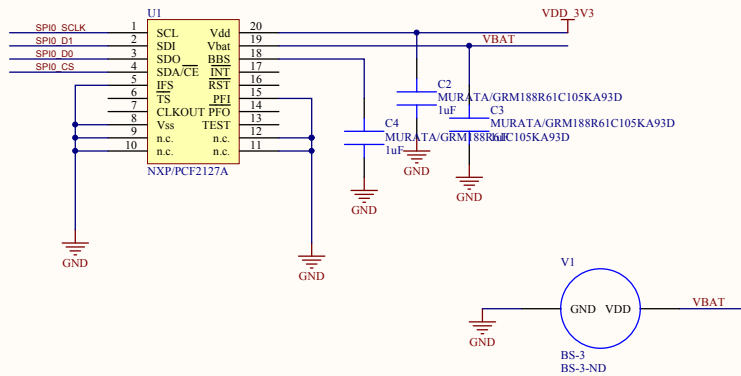 U1
VDD_3V3
SPI0_SCLK 1 SCL Vdd 20
SPI0_D1 2 SDI Vbat 19 VBAT
SPI0_D0 3 SDO BBS 18
SPI0_CS 4 SDA/CE INT 17
5 IFS RST 16
6 TS PFI 15
7 CLKOUT PFO 14
8 Vss TEST 13
9 n.c. n.c. 12
10 n.c. n.c. 11
NXP/PCF2127A
C2
MURATA/GRM188R61C105KA93D
1uF
C3
MURATA/GRM188R61C105KA93D
1uF
C4
MURATA/GRM188R61C105KA93D
1uF
GND
GND
GND
GND
GND
V1
GND VDD
VBAT
GND
BS-3
BS-3-ND